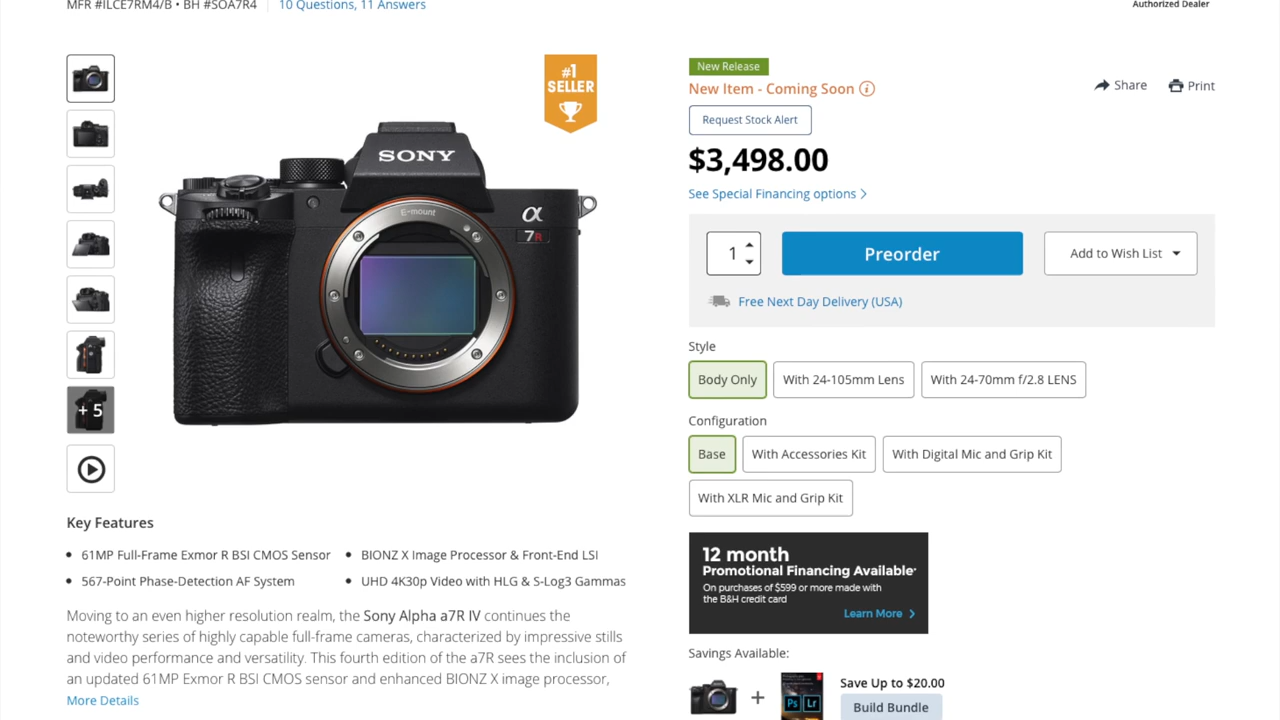 MFR #ILCE7RM4/B • BH #SOA7R4 10 Questions, 11 Answers
Authorized Dealer
#1
SELLER
SONY
E-mount
α
7R
+ 5
Key Features
• 61MP Full-Frame Exmor R BSI CMOS Sensor
• BIONZ X Image Processor & Front-End LSI
• 567-Point Phase-Detection AF System
• UHD 4K30p Video with HLG & S-Log3 Gammas
Moving to an even higher resolution realm, the Sony Alpha a7R IV continues the
noteworthy series of highly capable full-frame cameras, characterized by impressive stills
and video performance and versatility. This fourth edition of the a7R sees the inclusion of
an updated 61MP Exmor R BSI CMOS sensor and enhanced BIONZ X image processor,
More Details
New Release
New Item - Coming Soon
Share
Print
Request Stock Alert
$3,498.00
See Special Financing options >
1
Preorder
Add to Wish List
Free Next Day Delivery (USA)
Style
Body Only
With 24-105mm Lens
With 24-70mm f/2.8 LENS
Configuration
Base
With Accessories Kit
With Digital Mic and Grip Kit
With XLR Mic and Grip Kit
12 month
Promotional Financing Available*
On purchases of $599 or more made with
the B&H credit card
Learn More >
Savings Available:
+
Ps Lr
Save Up to $20.00
Build Bundle